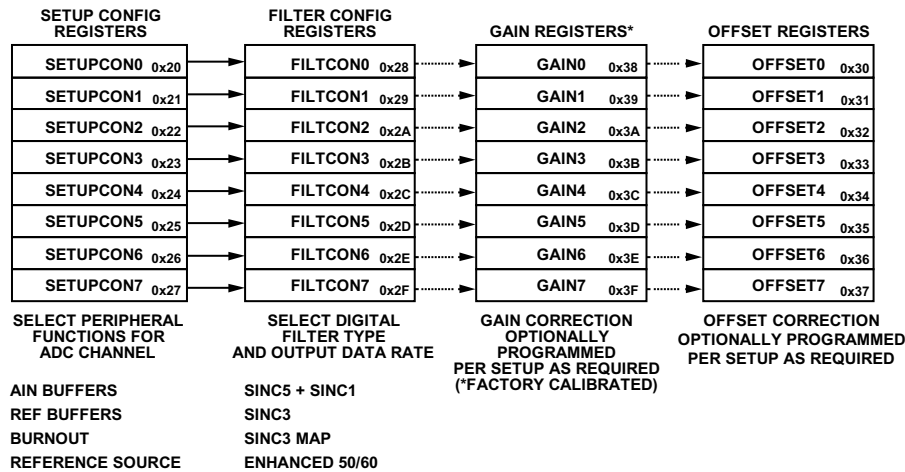 SETUP CONFIG
REGISTERS
FILTER CONFIG
REGISTERS
GAIN REGISTERS*
OFFSET REGISTERS
SETUPCON0 0x20
FILTCON0 0x28
GAIN0 0x38
OFFSET0 0x30
SETUPCON1 0x21
FILTCON1 0x29
GAIN1 0x39
OFFSET1 0x31
SETUPCON2 0x22
FILTCON2 0x2A
GAIN2 0x3A
OFFSET2 0x32
SETUPCON3 0x23
FILTCON3 0x2B
GAIN3 0x3B
OFFSET3 0x33
SETUPCON4 0x24
FILTCON4 0x2C
GAIN4 0x3C
OFFSET4 0x34
SETUPCON5 0x25
FILTCON5 0x2D
GAIN5 0x3D
OFFSET5 0x35
SETUPCON6 0x26
FILTCON6 0x2E
GAIN6 0x3E
OFFSET6 0x36
SETUPCON7 0x27
FILTCON7 0x2F
GAIN7 0x3F
OFFSET7 0x37
SELECT PERIPHERAL
FUNCTIONS FOR
ADC CHANNEL
SELECT DIGITAL
FILTER TYPE
AND OUTPUT DATA RATE
GAIN CORRECTION
OPTIONALLY
PROGRAMMED
PER SETUP AS REQUIRED
(*FACTORY CALIBRATED)
OFFSET CORRECTION
OPTIONALLY PROGRAMMED
PER SETUP AS REQUIRED
AIN BUFFERS
REF BUFFERS
BURNOUT
REFERENCE SOURCE
SINC5 + SINC1
SINC3
SINC3 MAP
ENHANCED 50/60